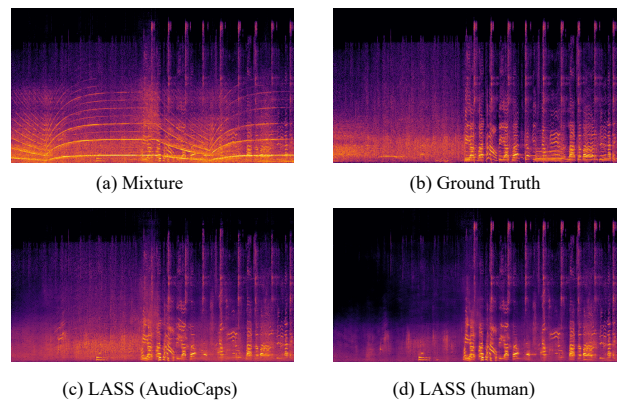 (a) Mixture
(b) Ground Truth
(c) LASS (AudioCaps)
(d) LASS (human)